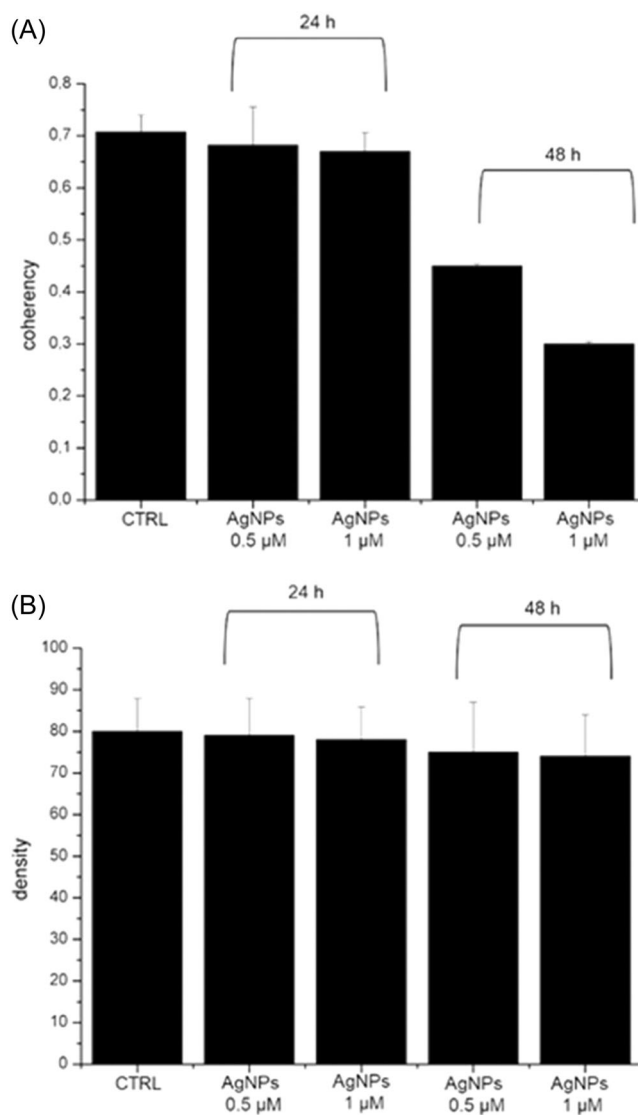 (A)
24 h
48 h
0,8
0,7
0,6
0,5
0,4
0,3
0,2
0,1
0,0
coherency
CTRL
AgNPs
0.5 µM
AgNPs
1 µM
AgNPs
0.5 µM
AgNPs
1 µM
(B)
24 h
48 h
100
90
80
70
60
50
40
30
20
10
0
density
CTRL
AgNPs
0.5 µM
AgNPs
1 µM
AgNPs
0.5 µM
AgNPs
1 µM